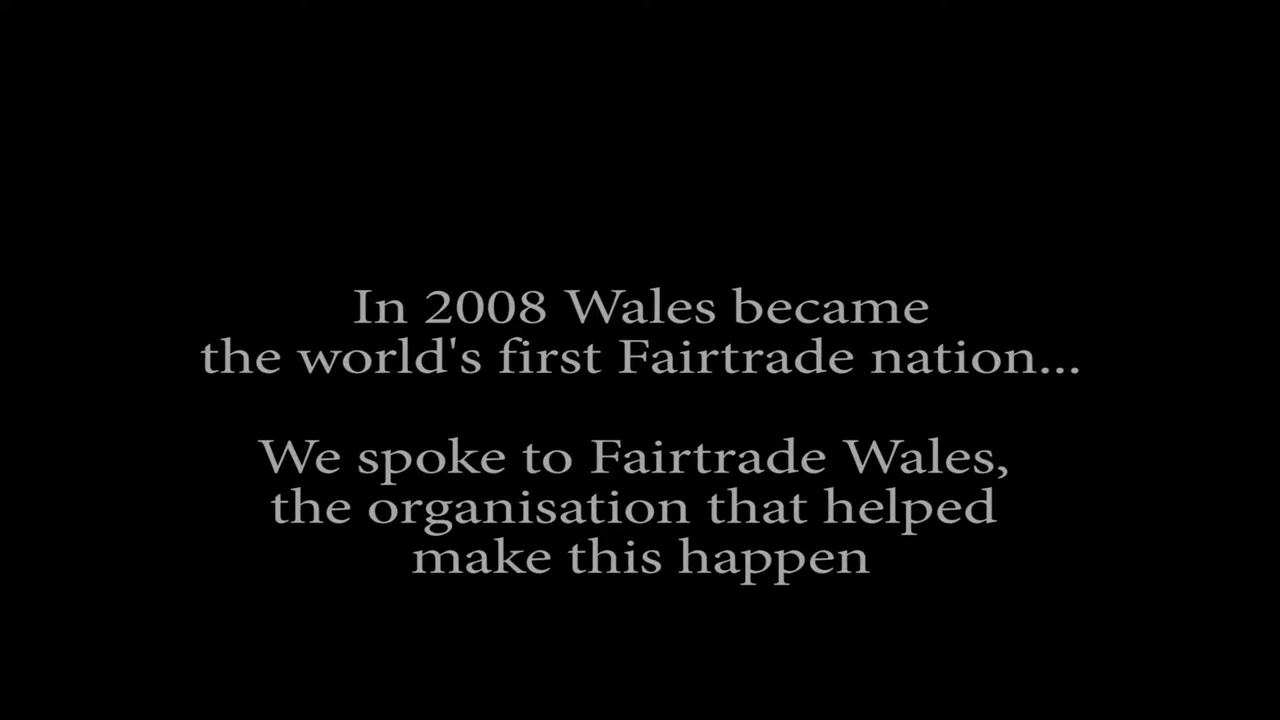 In 2008 Wales became
the world's first Fairtrade nation...
We spoke to Fairtrade Wales,
the organisation that helped
make this happen